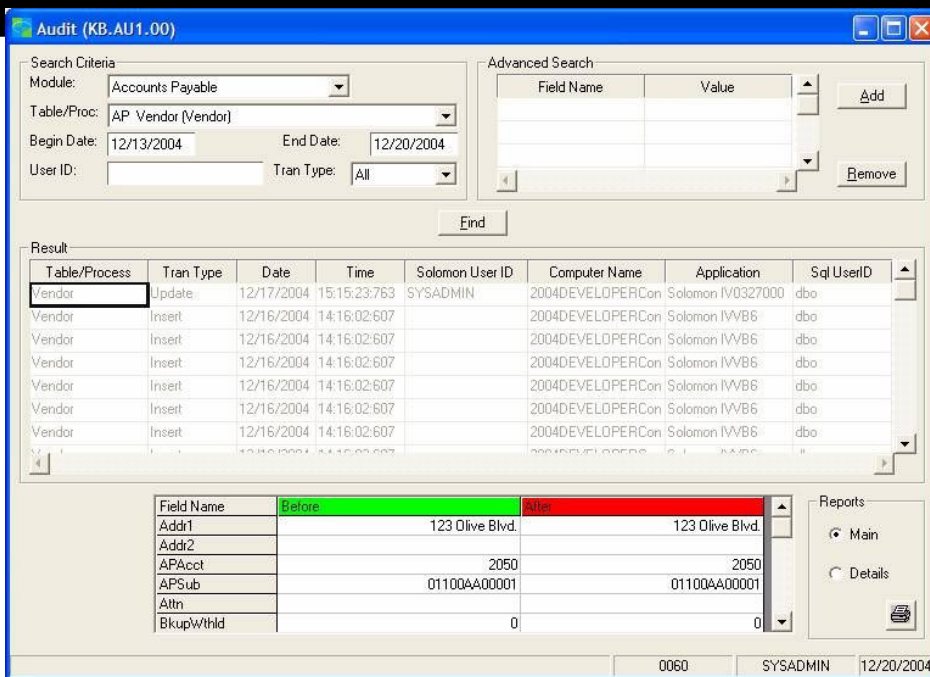 Audit (KB.AU1.00)
Search Criteria
Module: Accounts Payable
Table/Proc: AP Vendor (Vendor)
Begin Date: 12/13/2004 End Date: 12/20/2004
User ID: Tran Type: All
Advanced Search
Field Name Value
Add
Remove
Find
Result
Table/Process Tran Type Date Time Solomon User ID Computer Name Application Sql UserID
Vendor Update 12/17/2004 15:15:23:763 SYSADMIN 2004DEVELOPERCon Solomon IV0327000 dbo
Vendor Insert 12/16/2004 14:16:02:607 2004DEVELOPERCon Solomon IVVB6 dbo
Vendor Insert 12/16/2004 14:16:02:607 2004DEVELOPERCon Solomon IVVB6 dbo
Vendor Insert 12/16/2004 14:16:02:607 2004DEVELOPERCon Solomon IVVB6 dbo
Vendor Insert 12/16/2004 14:16:02:607 2004DEVELOPERCon Solomon IVVB6 dbo
Vendor Insert 12/16/2004 14:16:02:607 2004DEVELOPERCon Solomon IVVB6 dbo
Vendor Insert 12/16/2004 14:16:02:607 2004DEVELOPERCon Solomon IVVB6 dbo
Field Name Before After
Addr1 123 Olive Blvd. 123 Olive Blvd.
Addr2
APAcct 2050 2050
APSub 01100AA00001 01100AA00001
Attn
BkupWthld 0 0
Reports
Main
Details
0060 SYSADMIN 12/20/2004